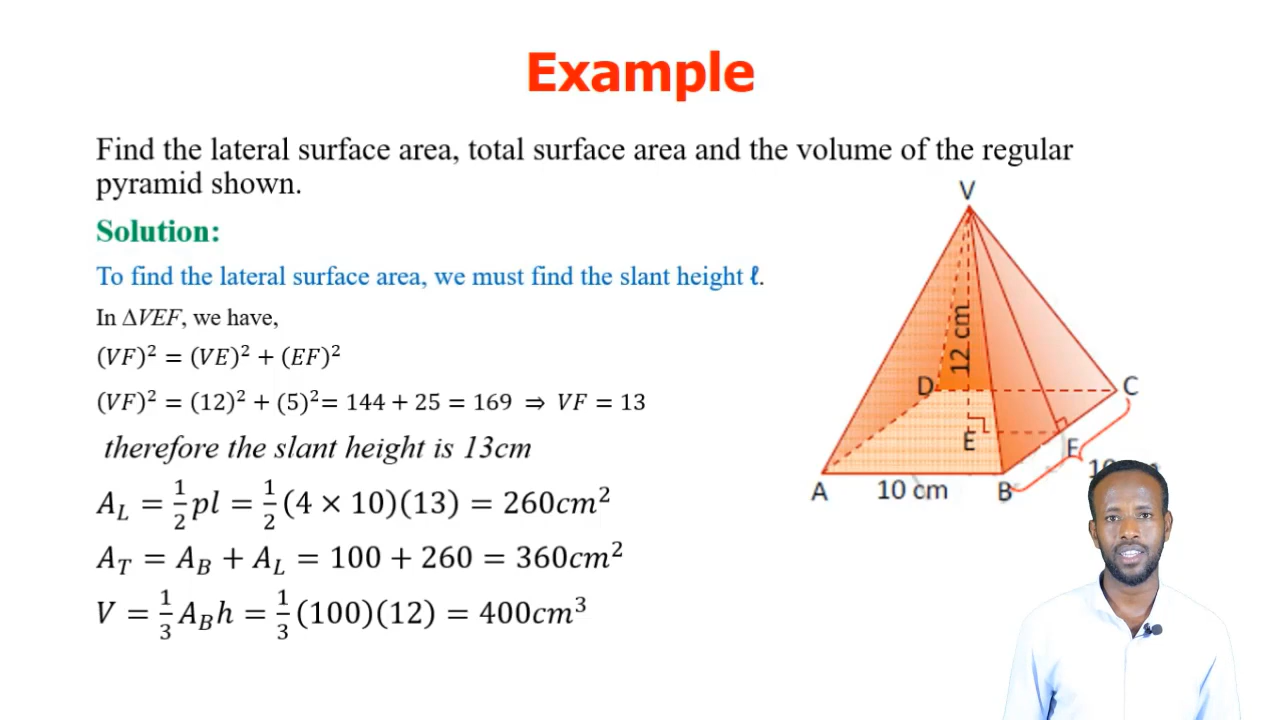 Example
Find the lateral surface area, total surface area and the volume of the regular
pyramid shown.
Solution:
To find the lateral surface area, we must find the slant height ℓ.
In ΔVEF, we have,
(VF)² = (VE)² + (EF)²
(VF)² = (12)² + (5)²= 144 + 25 = 169 ⇒ VF = 13
therefore the slant height is 13cm
A_L = 1/2 pl = 1/2 (4 × 10)(13) = 260cm²
A_T = A_B + A_L = 100 + 260 = 360cm²
V = 1/3 A_B h = 1/3 (100)(12) = 400cm³
V
12 cm
D
C
E
A
10 cm
B